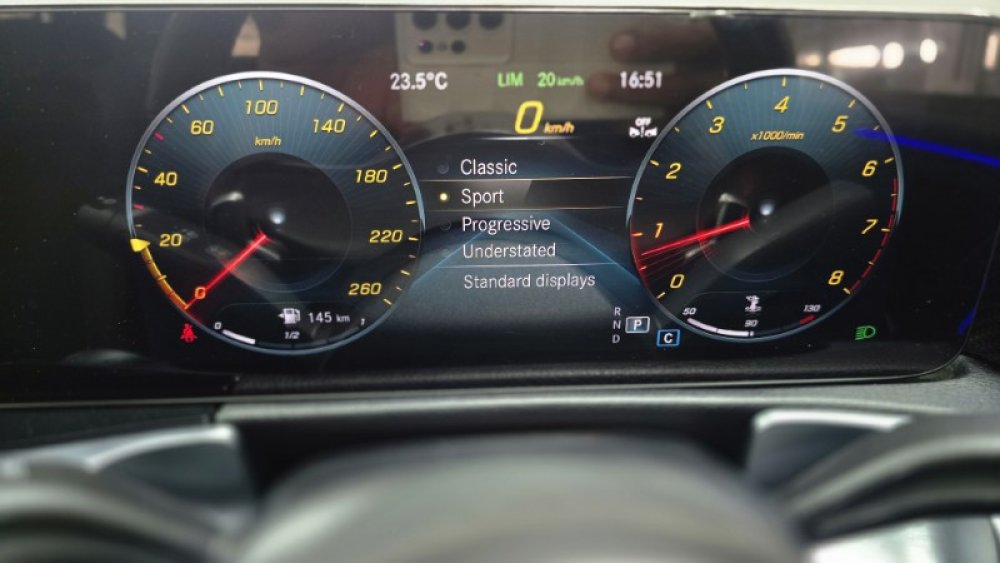 23.5°C LIM 20 km/h 16:51
0 km/h
OFF
Classic
Sport
Progressive
Understated
Standard displays
0 20 40 60 100 140 180 220 260
km/h
145 km
0 1/2 1
0 1 2 3 4 5 6 7 8
x1000/min
50 90 130
R
N
D
P
C